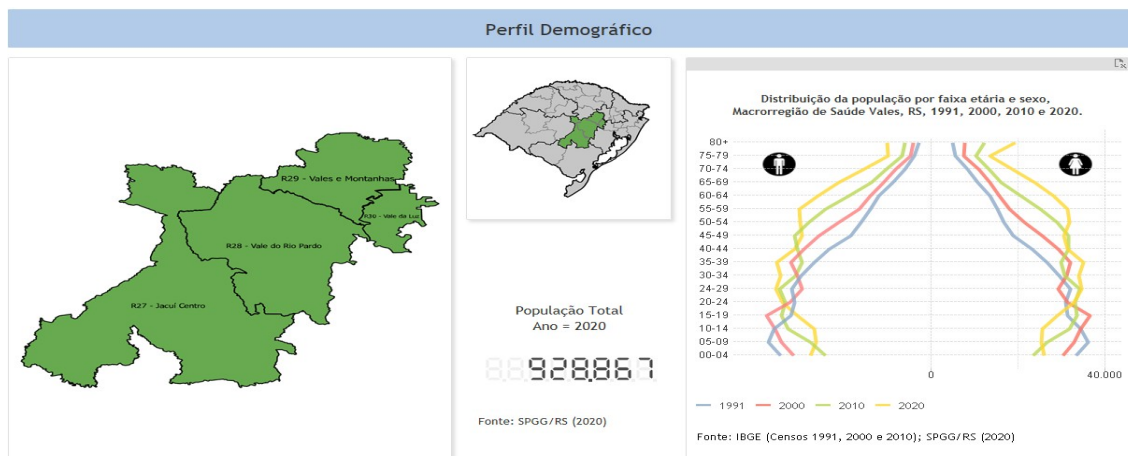 Perfil Demográfico
R29 - Vales e Montanhas
R30 - Vale da Luz
R28 - Vale do Rio Pardo
R27 - Jacuí Centro
População Total
Ano = 2020
928,867
Fonte: SPGG/RS (2020)
Distribuição da população por faixa etária e sexo,
Macrorregião de Saúde Vales, RS, 1991, 2000, 2010 e 2020.
80+
75-79
70-74
65-69
60-64
55-59
50-54
45-49
40-44
35-39
30-34
24-29
20-24
15-19
10-14
05-09
00-04
0
40.000
1991
2000
2010
2020
Fonte: IBGE (Censos 1991, 2000 e 2010); SPGG/RS (2020)